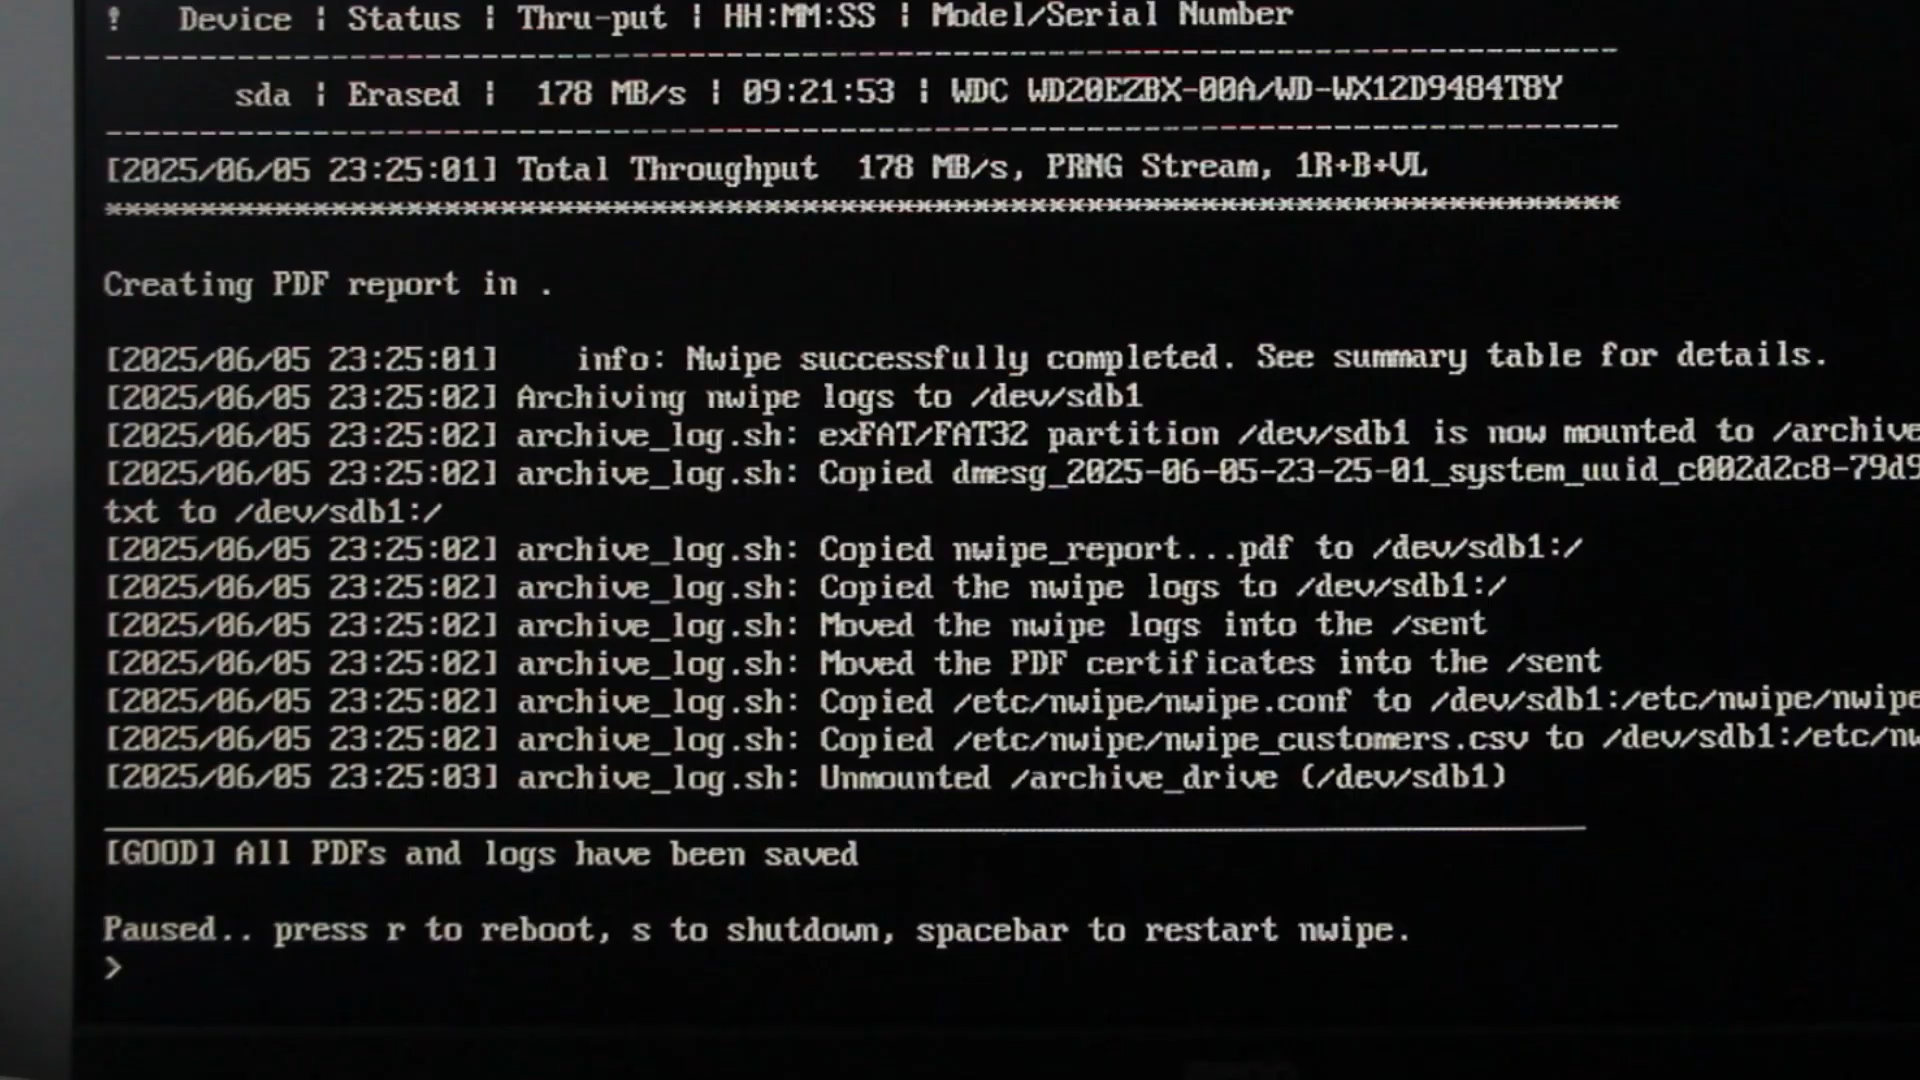 !   Device | Status | Thru-put | HH:MM:SS | Model/Serial Number
--------------------------------------------------------------------------------
       sda | Erased |  178 MB/s | 09:21:53 | WDC WD20EZBX-00A/WD-WX12D9484T8Y
--------------------------------------------------------------------------------
[2025/06/05 23:25:01] Total Throughput  178 MB/s, PRNG Stream, 1R+B+VL
********************************************************************************
Creating PDF report in .
[2025/06/05 23:25:01]    info: Nwipe successfully completed. See summary table for details.
[2025/06/05 23:25:02] Archiving nwipe logs to /dev/sdb1
[2025/06/05 23:25:02] archive_log.sh: exFAT/FAT32 partition /dev/sdb1 is now mounted to /archive
[2025/06/05 23:25:02] archive_log.sh: Copied dmesg_2025-06-05-23-25-01_system_uuid_c002d2c8-79d9
txt to /dev/sdb1:/
[2025/06/05 23:25:02] archive_log.sh: Copied nwipe_report...pdf to /dev/sdb1:/
[2025/06/05 23:25:02] archive_log.sh: Copied the nwipe logs to /dev/sdb1:/
[2025/06/05 23:25:02] archive_log.sh: Moved the nwipe logs into the /sent
[2025/06/05 23:25:02] archive_log.sh: Moved the PDF certificates into the /sent
[2025/06/05 23:25:02] archive_log.sh: Copied /etc/nwipe/nwipe.conf to /dev/sdb1:/etc/nwipe/nwipe
[2025/06/05 23:25:02] archive_log.sh: Copied /etc/nwipe/nwipe_customers.csv to /dev/sdb1:/etc/nw
[2025/06/05 23:25:03] archive_log.sh: Unmounted /archive_drive (/dev/sdb1)
[GOOD] All PDFs and logs have been saved
Paused.. press r to reboot, s to shutdown, spacebar to restart nwipe.
>